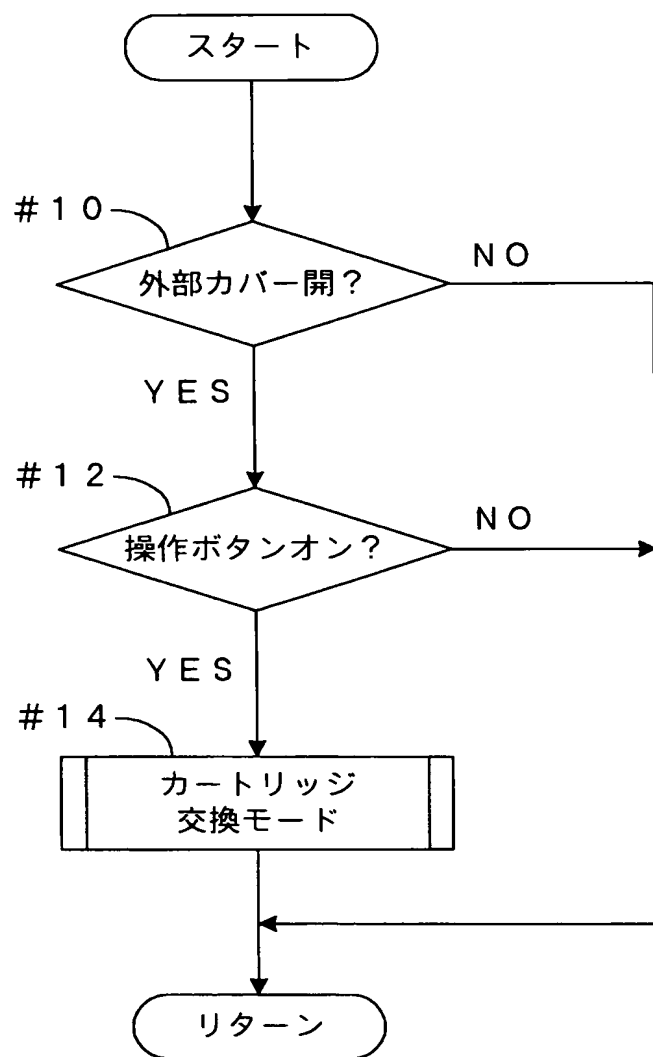 スタート
＃１０
外部カバー開？
ＮＯ
ＹＥＳ
＃１２
操作ボタンオン？
ＮＯ
ＹＥＳ
＃１４
カートリッジ
交換モード
リターン